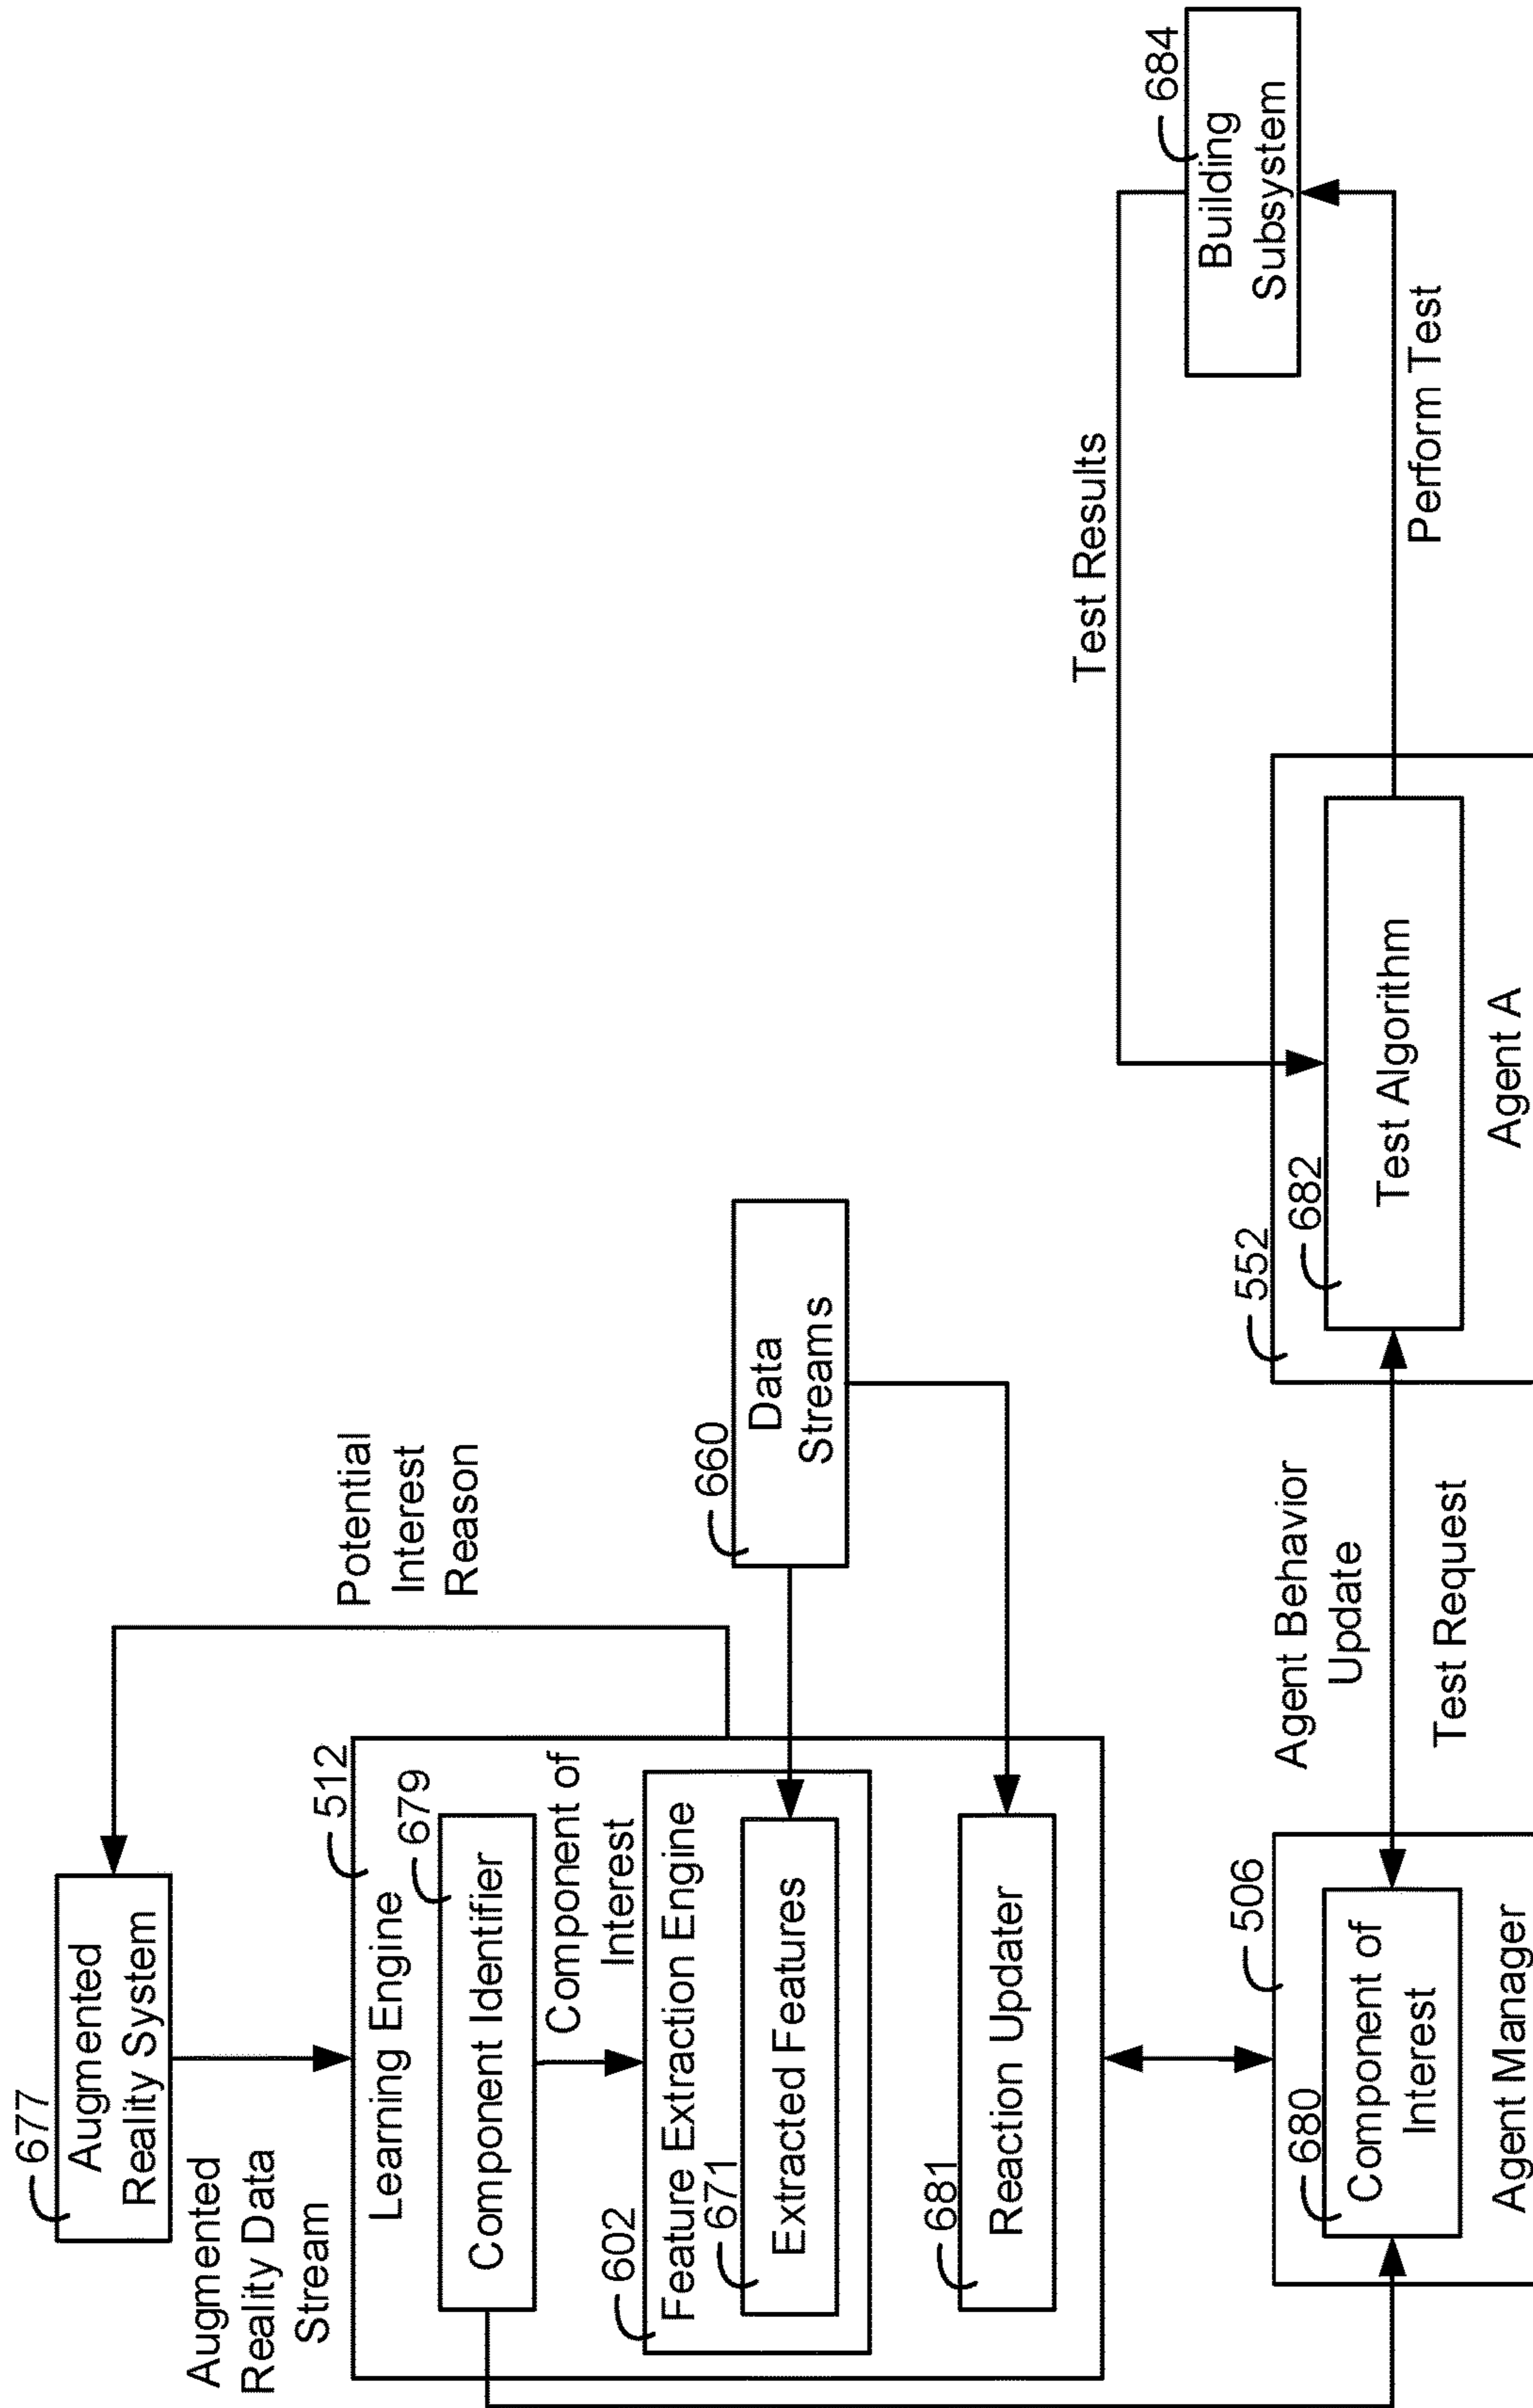 677
Augmented
Reality System
Augmented
Reality Data
Stream
Potential
Interest
Reason
512
Learning Engine
679
Component Identifier
Component of
Interest
602
Feature Extraction Engine
671
Extracted Features
681
Reaction Updater
660
Data
Streams
506
680
Component of
Interest
Agent Manager
Agent Behavior
Update
Test Request
552
682
Test Algorithm
Agent A
Test Results
Perform Test
684
Building
Subsystem